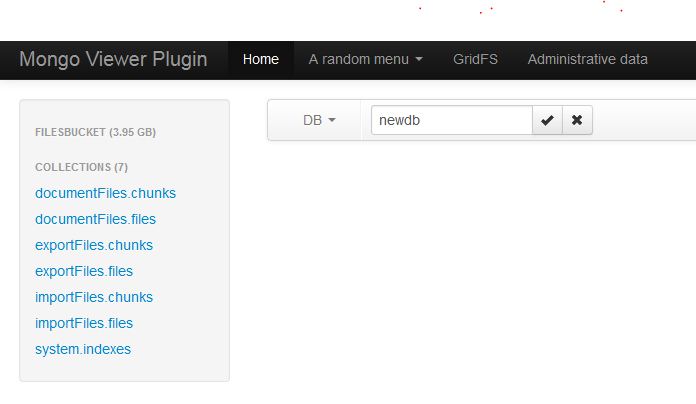 Mongo Viewer Plugin Home A random menu GridFS Administrative data
FILESBUCKET (3.95 GB)
COLLECTIONS (7)
documentFiles.chunks
documentFiles.files
exportFiles.chunks
exportFiles.files
importFiles.chunks
importFiles.files
system.indexes
DB newdb